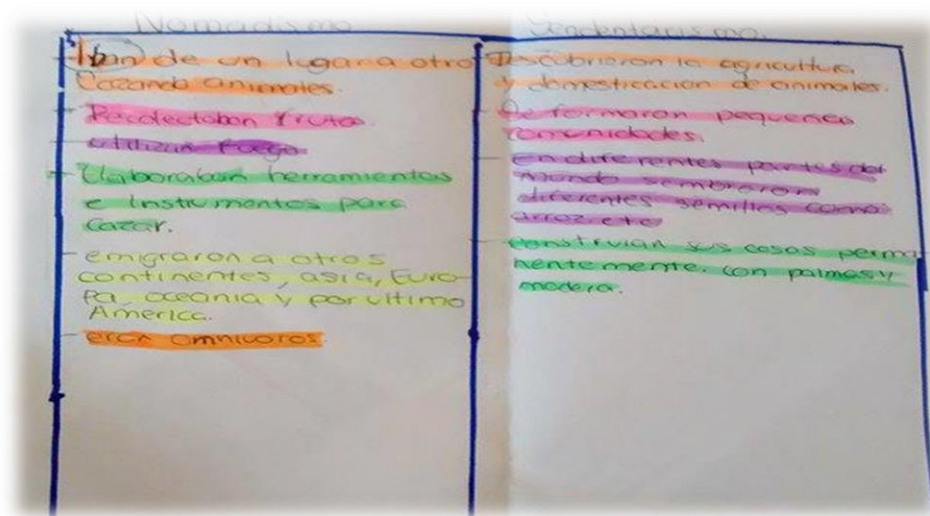 Nomadismo
- Iban de un lugar a otro
Cazando animales.
- Recolectaban fruta.
- utilizan fuego
- Elaboraban herramientas
e instrumentos para
cazar.
- emigraron a otros
continentes, asia, Euro-
pa, oceania y por ultimo
America.
- eran omnivoros.
Sendentarismo.
- Descubrieron la agricultura
y domesticacion de animales.
- Se formaron pequeñas
comunidades.
- en diferentes partes del
mundo sembraron
diferentes semillas como:
arroz etc
- construian sus casas perma-
nentemente. con palmas y
madera.